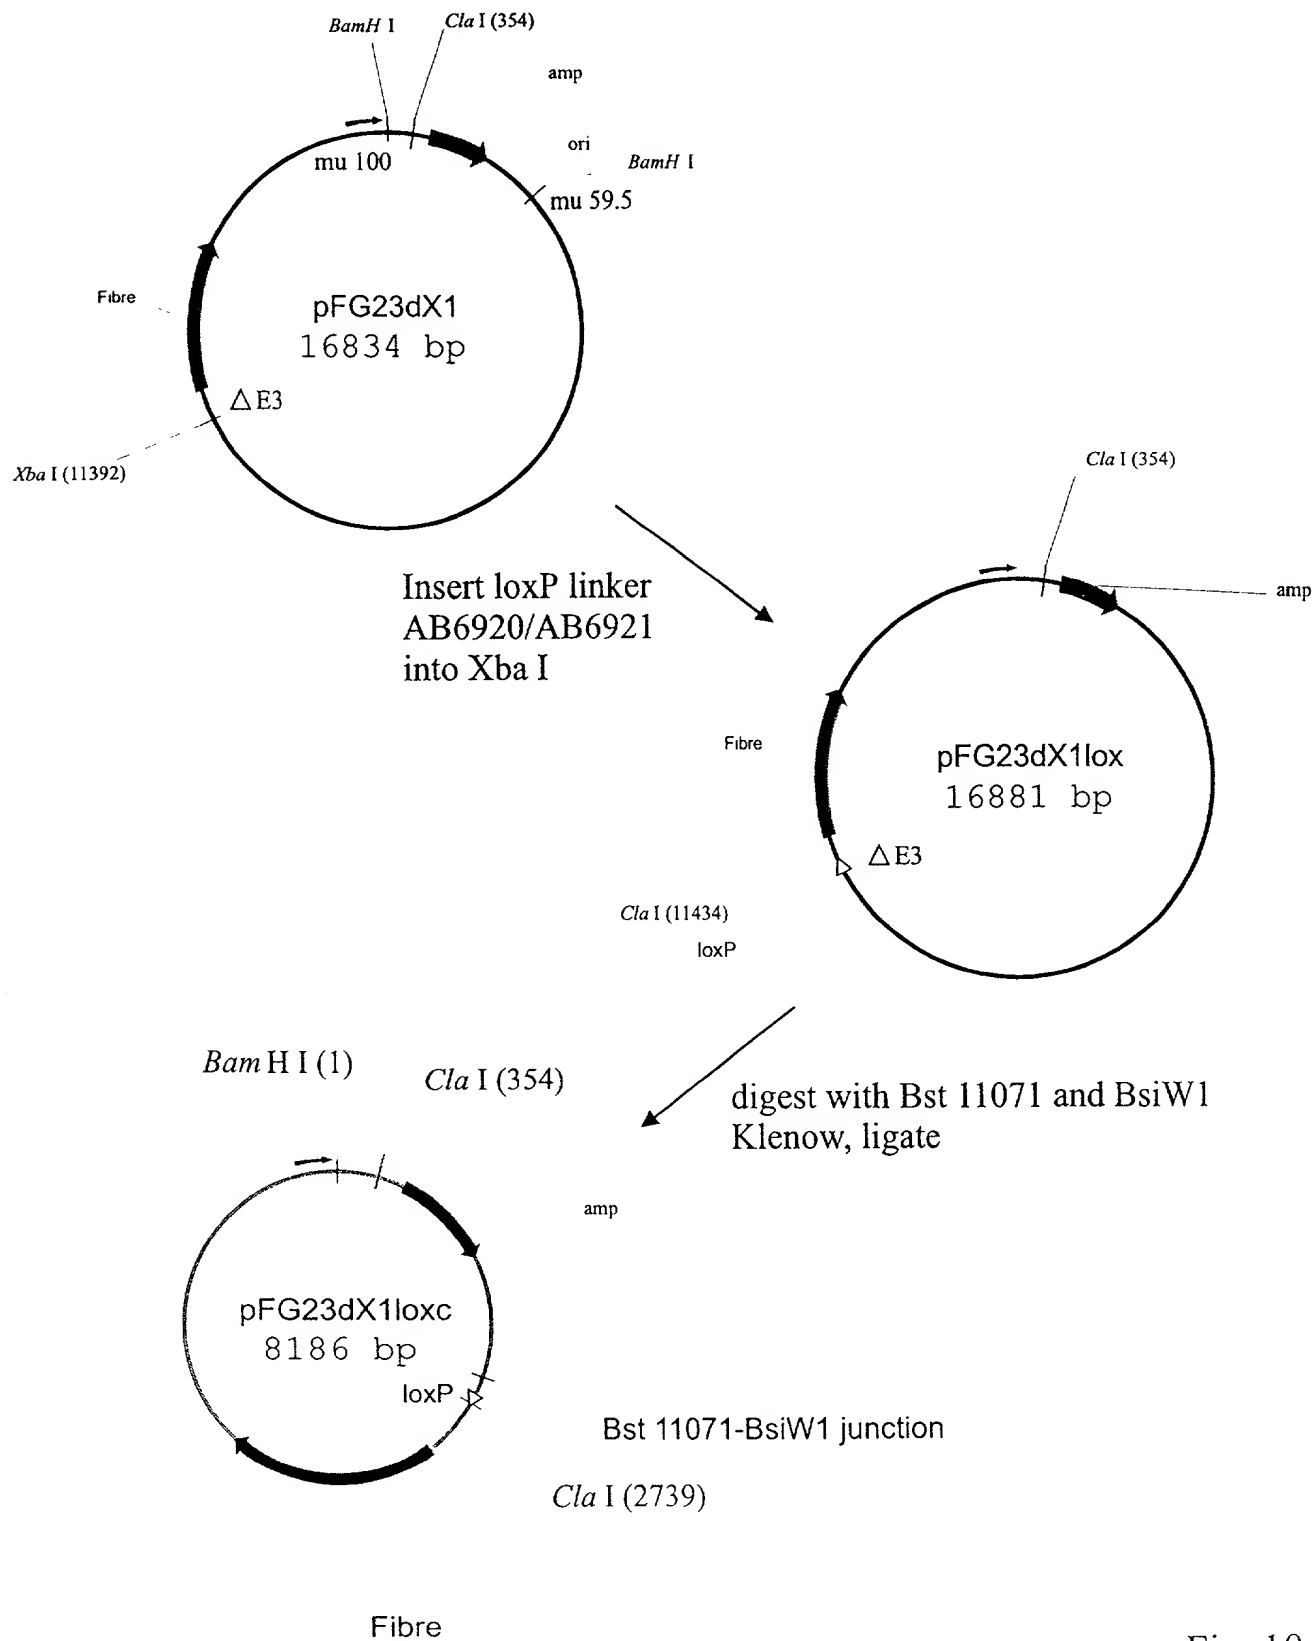 BamH I
Cla I (354)
amp
ori
BamH I
mu 100
mu 59.5
Fibre
pFG23dX1
16834 bp
△ E3
Xba I (11392)
Cla I (354)
Insert loxP linker
AB6920/AB6921
into Xba I
amp
Fibre
pFG23dX1lox
16881 bp
△ E3
Cla I (11434)
loxP
Bam H I (1)
Cla I (354)
digest with Bst 11071 and BsiW1
Klenow, ligate
amp
pFG23dX1loxc
8186 bp
loxP
Bst 11071-BsiW1 junction
Cla I (2739)
Fibre